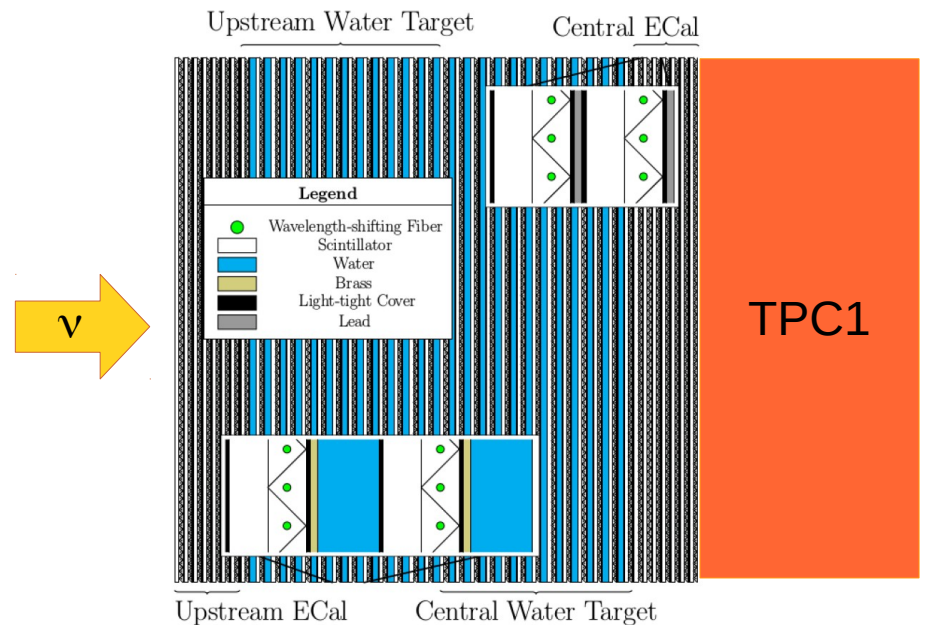 Upstream Water Target
Central ECal
Legend
Wavelength-shifting Fiber
Scintillator
Water
Brass
Light-tight Cover
Lead
ν
TPC1
Upstream ECal
Central Water Target